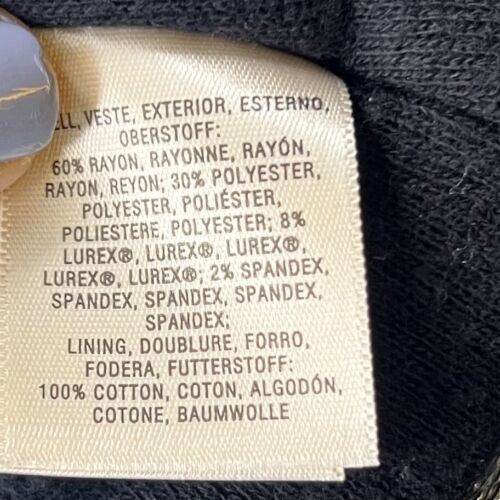 VESTE, EXTERIOR, ESTERNO,
OBERSTOFF:
60% RAYON, RAYONNE, RAYÓN,
RAYON, REYON; 30% POLYESTER,
POLYESTER, POLIÉSTER,
POLIESTERE, POLYESTER; 8%
LUREX®, LUREX®, LUREX®,
LUREX®, LUREX®; 2% SPANDEX,
SPANDEX, SPANDEX, SPANDEX,
SPANDEX;
LINING, DOUBLURE, FORRO,
FODERA, FUTTERSTOFF:
100% COTTON, COTON, ALGODÓN,
COTONE, BAUMWOLLE